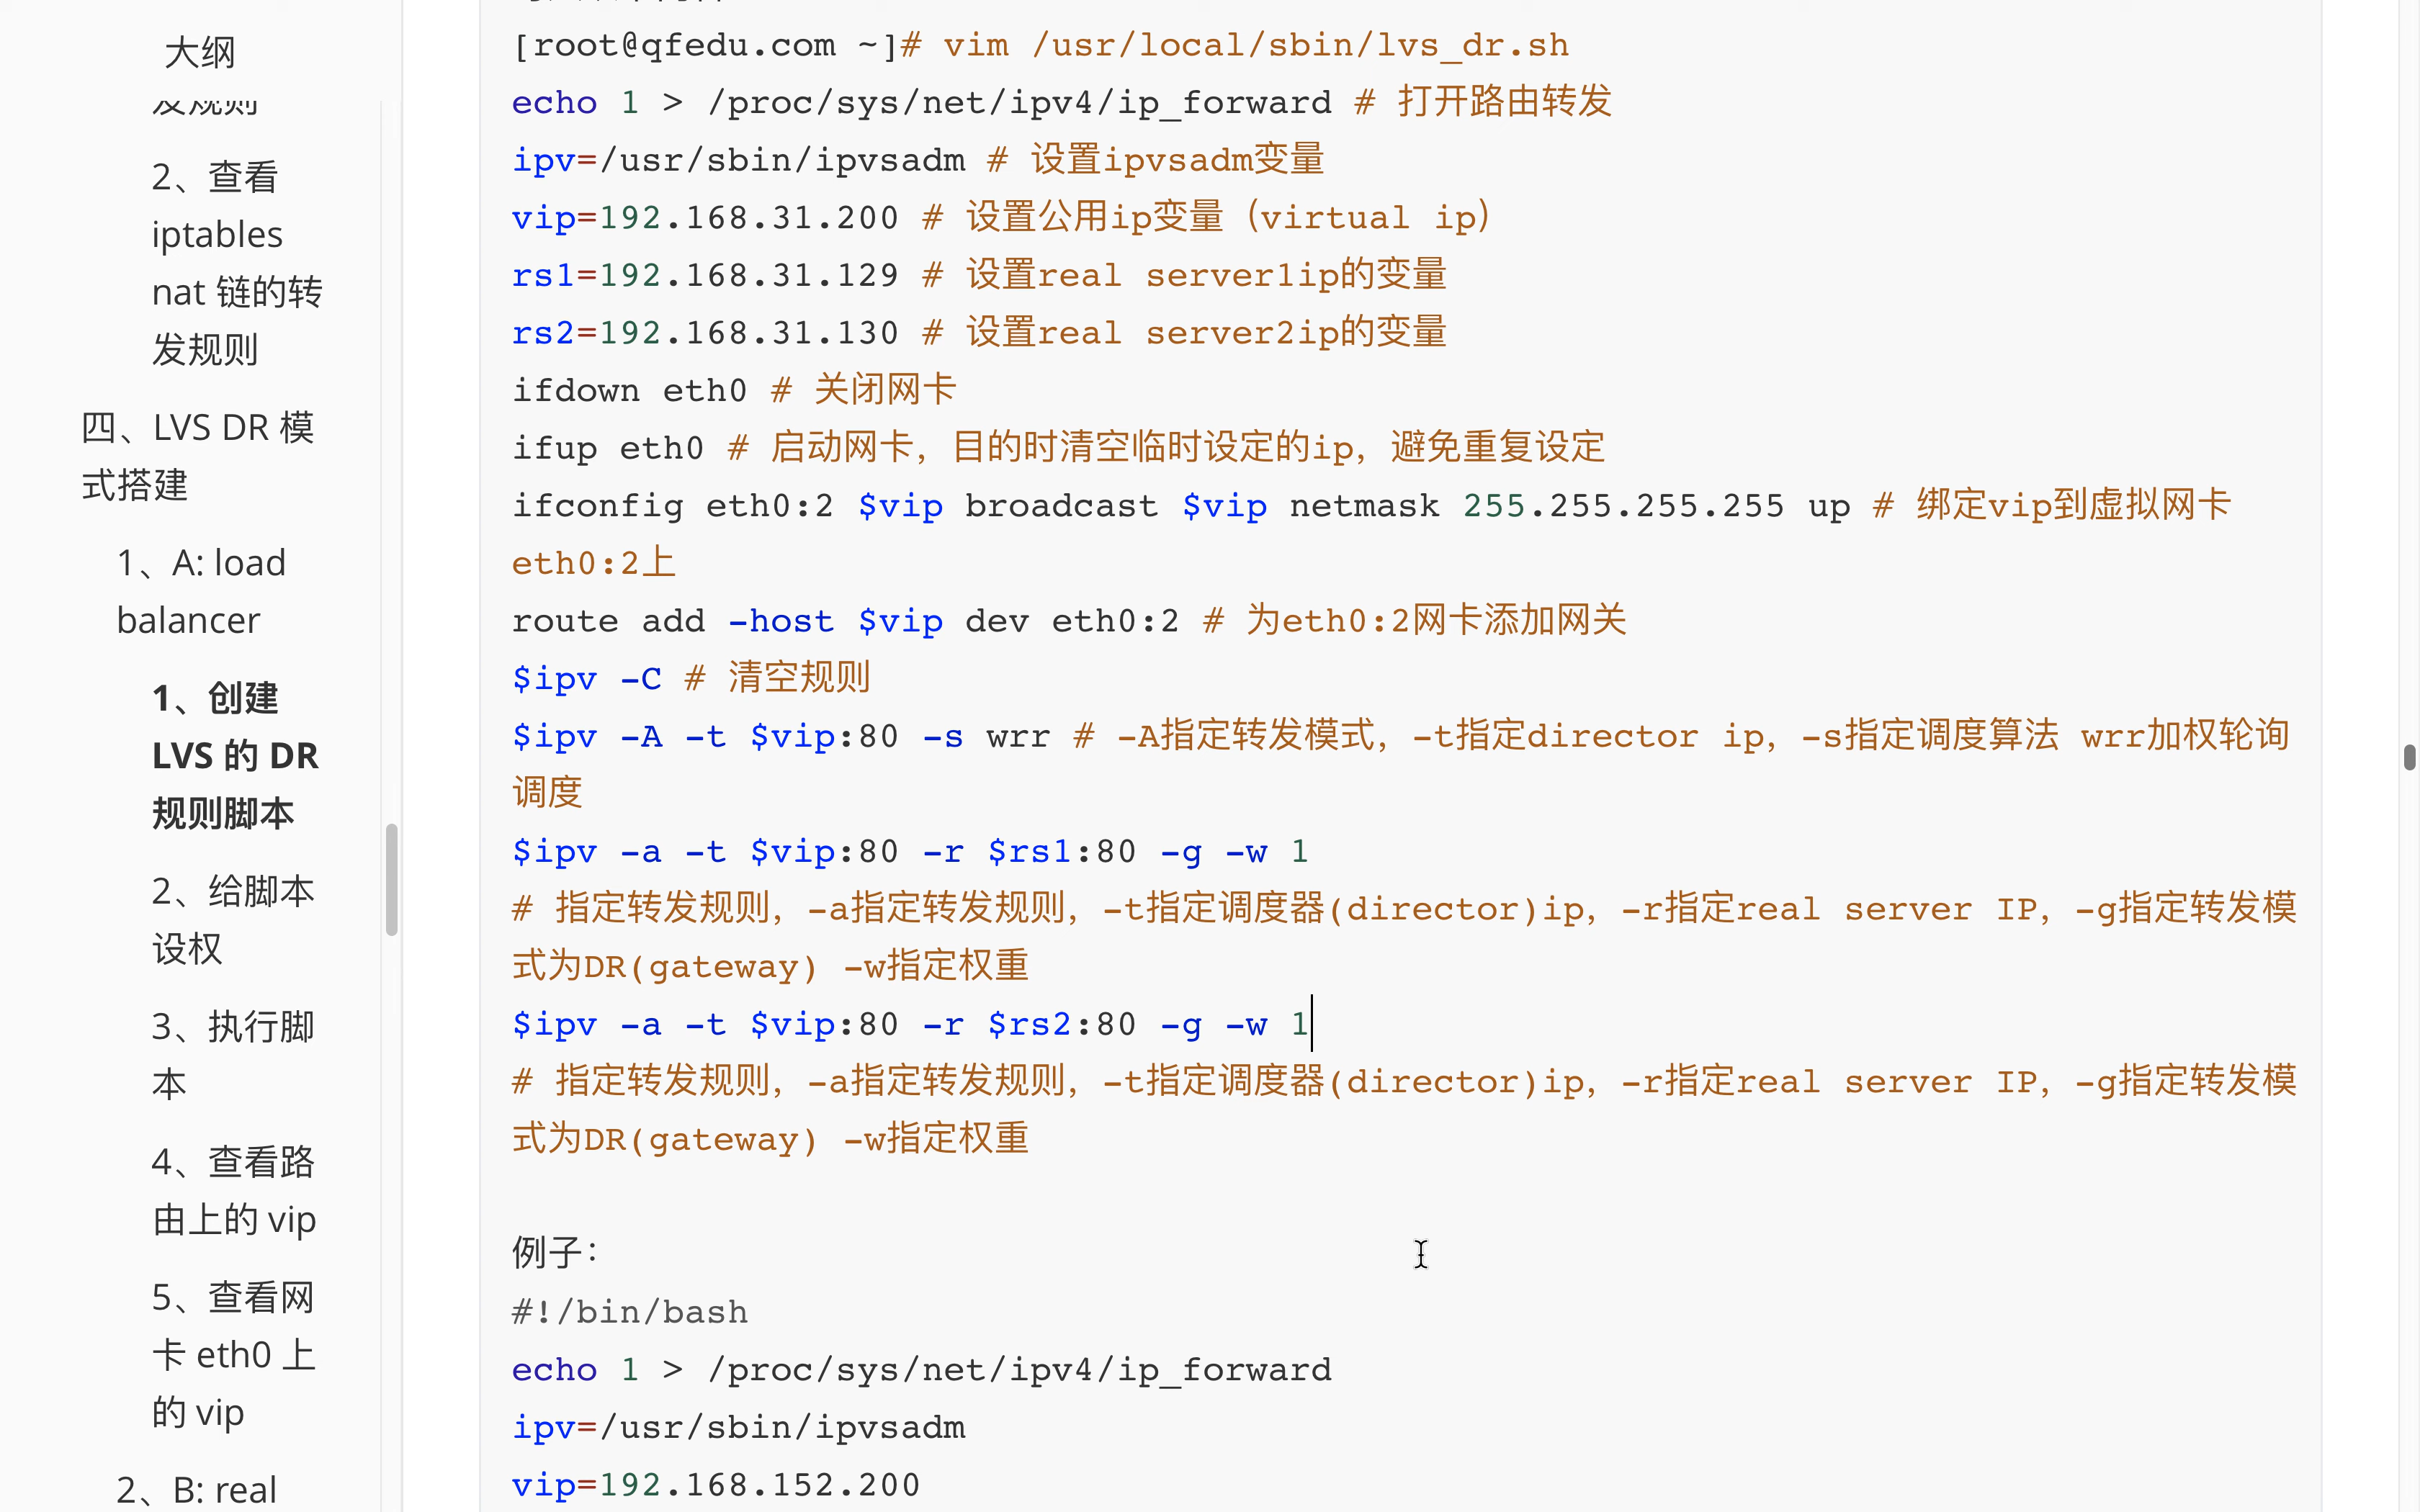 大纲
发规则
2、查看
iptables
nat 链的转
发规则
四、LVS DR 模
式搭建
1、A: load
balancer
1、创建
LVS 的 DR
规则脚本
2、给脚本
设权
3、执行脚
本
4、查看路
由上的 vip
5、查看网
卡 eth0 上
的 vip
2、B: real
[root@qfedu.com ~]# vim /usr/local/sbin/lvs_dr.sh
echo 1 > /proc/sys/net/ipv4/ip_forward # 打开路由转发
ipv=/usr/sbin/ipvsadm # 设置ipvsadm变量
vip=192.168.31.200 # 设置公用ip变量（virtual ip）
rs1=192.168.31.129 # 设置real server1ip的变量
rs2=192.168.31.130 # 设置real server2ip的变量
ifdown eth0 # 关闭网卡
ifup eth0 # 启动网卡，目的时清空临时设定的ip，避免重复设定
ifconfig eth0:2 $vip broadcast $vip netmask 255.255.255.255 up # 绑定vip到虚拟网卡
eth0:2上
route add -host $vip dev eth0:2 # 为eth0:2网卡添加网关
$ipv -C # 清空规则
$ipv -A -t $vip:80 -s wrr # -A指定转发模式，-t指定director ip，-s指定调度算法 wrr加权轮询
调度
$ipv -a -t $vip:80 -r $rs1:80 -g -w 1
# 指定转发规则，-a指定转发规则，-t指定调度器(director)ip，-r指定real server IP，-g指定转发模
式为DR(gateway) -w指定权重
$ipv -a -t $vip:80 -r $rs2:80 -g -w 1
# 指定转发规则，-a指定转发规则，-t指定调度器(director)ip，-r指定real server IP，-g指定转发模
式为DR(gateway) -w指定权重
例子：
#!/bin/bash
echo 1 > /proc/sys/net/ipv4/ip_forward
ipv=/usr/sbin/ipvsadm
vip=192.168.152.200